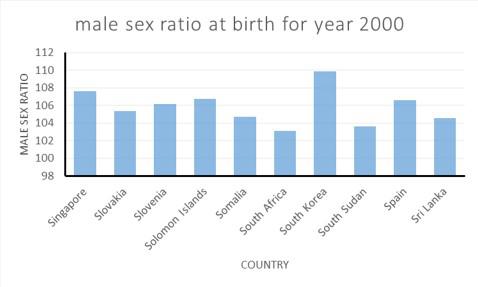 male sex ratio at birth for year 2000
MALE SEX RATIO
112
110
108
106
104
102
100
98
Singapore
Slovakia
Slovenia
Solomon Islands
Somalia
South Africa
South Korea
South Sudan
Spain
Sri Lanka
COUNTRY